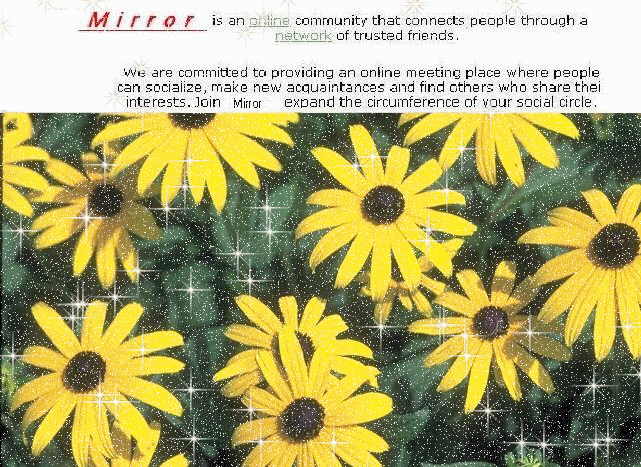 Mirror is an online community that connects people through a
network of trusted friends.
We are committed to providing an online meeting place where people
can socialize, make new acquaintances and find others who share thei
interests. Join Mirror expand the circumference of your social circle.